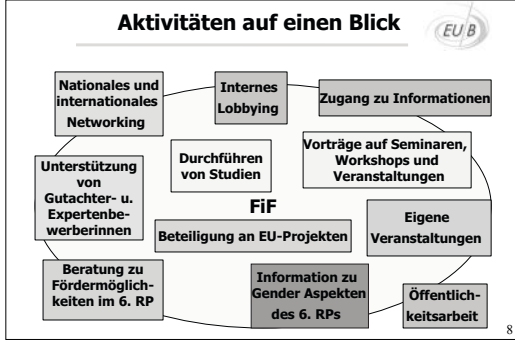 Aktivitäten auf einen Blick
EU B
Nationales und
internationales
Networking
Internes
Lobbying
Zugang zu Informationen
Durchführen
von Studien
Vorträge auf Seminaren,
Workshops und
Veranstaltungen
Unterstützung
von
Gutachter- u.
Expertenbe-
werberinnen
FiF
Beteiligung an EU-Projekten
Eigene
Veranstaltungen
Beratung zu
Fördermöglich-
keiten im 6. RP
Information zu
Gender Aspekten
des 6. RPs
Öffentlich-
keitsarbeit
8